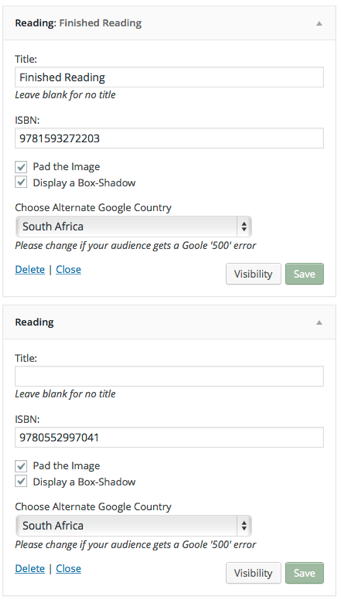 Reading: Finished Reading
Title:
Finished Reading
Leave blank for no title
ISBN:
9781593272203
Pad the Image
Display a Box-Shadow
Choose Alternate Google Country
South Africa
Please change if your audience gets a Goole '500' error
Delete | Close Visibility Save
Reading
Title:
Leave blank for no title
ISBN:
9780552997041
Pad the Image
Display a Box-Shadow
Choose Alternate Google Country
South Africa
Please change if your audience gets a Goole '500' error
Delete | Close Visibility Save